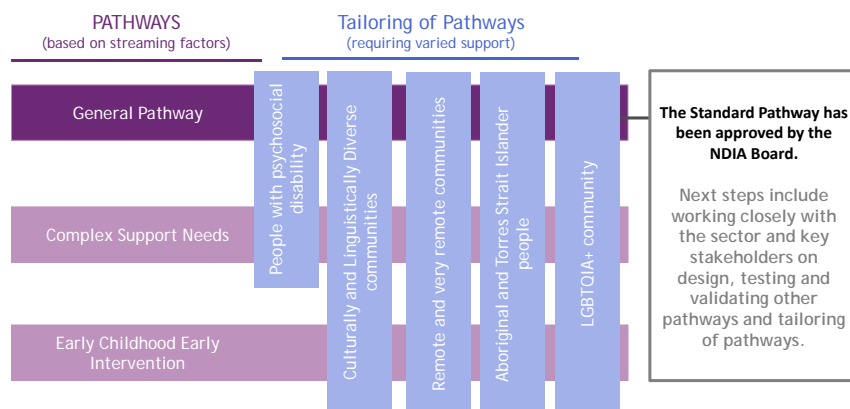 PATHWAYS
(based on streaming factors)
Tailoring of Pathways
(requiring varied support)
General Pathway
Complex Support Needs
Early Childhood Early
Intervention
People with psychosocial
disability
Culturally and Linguistically Diverse
communities
Remote and very remote communities
Aboriginal and Torres Strait Islander
people
LGBTQIA+ community
The Standard Pathway has
been approved by the
NDIA Board.
Next steps include
working closely with
the sector and key
stakeholders on
design, testing and
validating other
pathways and tailoring
of pathways.